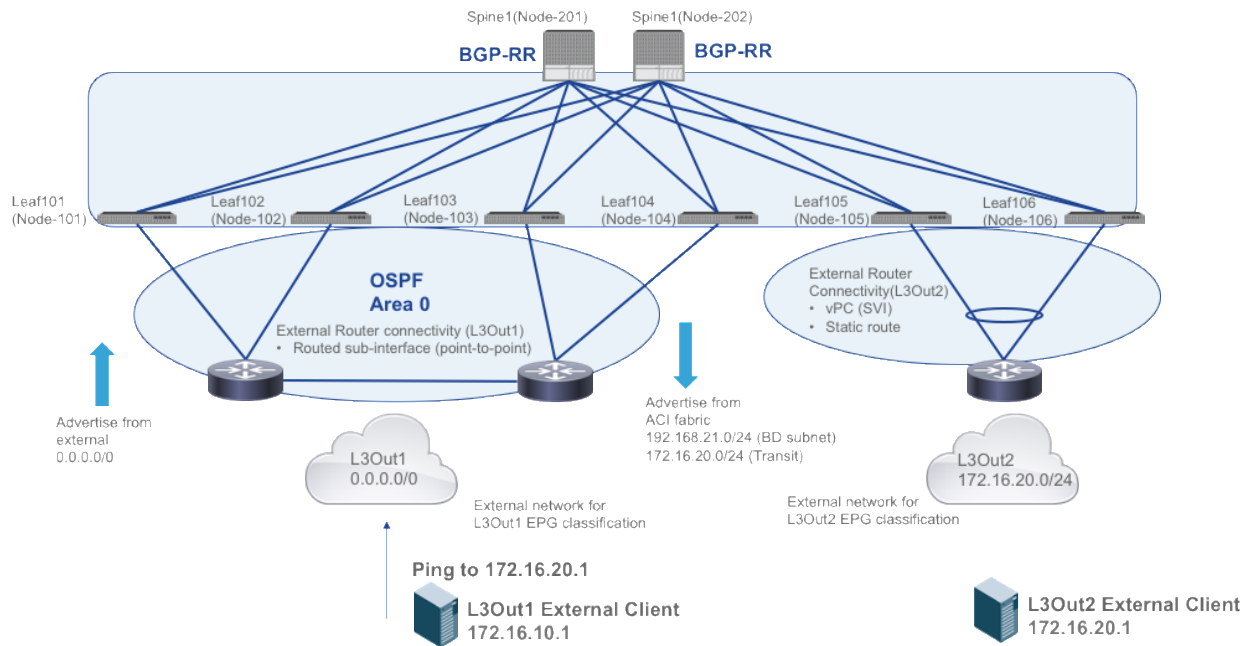 Spine1(Node-201)
Spine1(Node-202)
BGP-RR
BGP-RR
Leaf101
(Node-101)
Leaf102
(Node-102)
Leaf103
(Node-103)
Leaf104
(Node-104)
Leaf105
(Node-105)
Leaf106
(Node-106)
OSPF
Area 0
External Router connectivity (L3Out1)
• Routed sub-interface (point-to-point)
External Router
Connectivity(L3Out2)
• vPC (SVI)
• Static route
Advertise from
external
0.0.0.0/0
Advertise from
ACI fabric
192.168.21.0/24 (BD subnet)
172.16.20.0/24 (Transit)
L3Out1
0.0.0.0/0
L3Out2
172.16.20.0/24
External network for
L3Out1 EPG classification
External network for
L3Out2 EPG classification
Ping to 172.16.20.1
L3Out1 External Client
172.16.10.1
L3Out2 External Client
172.16.20.1